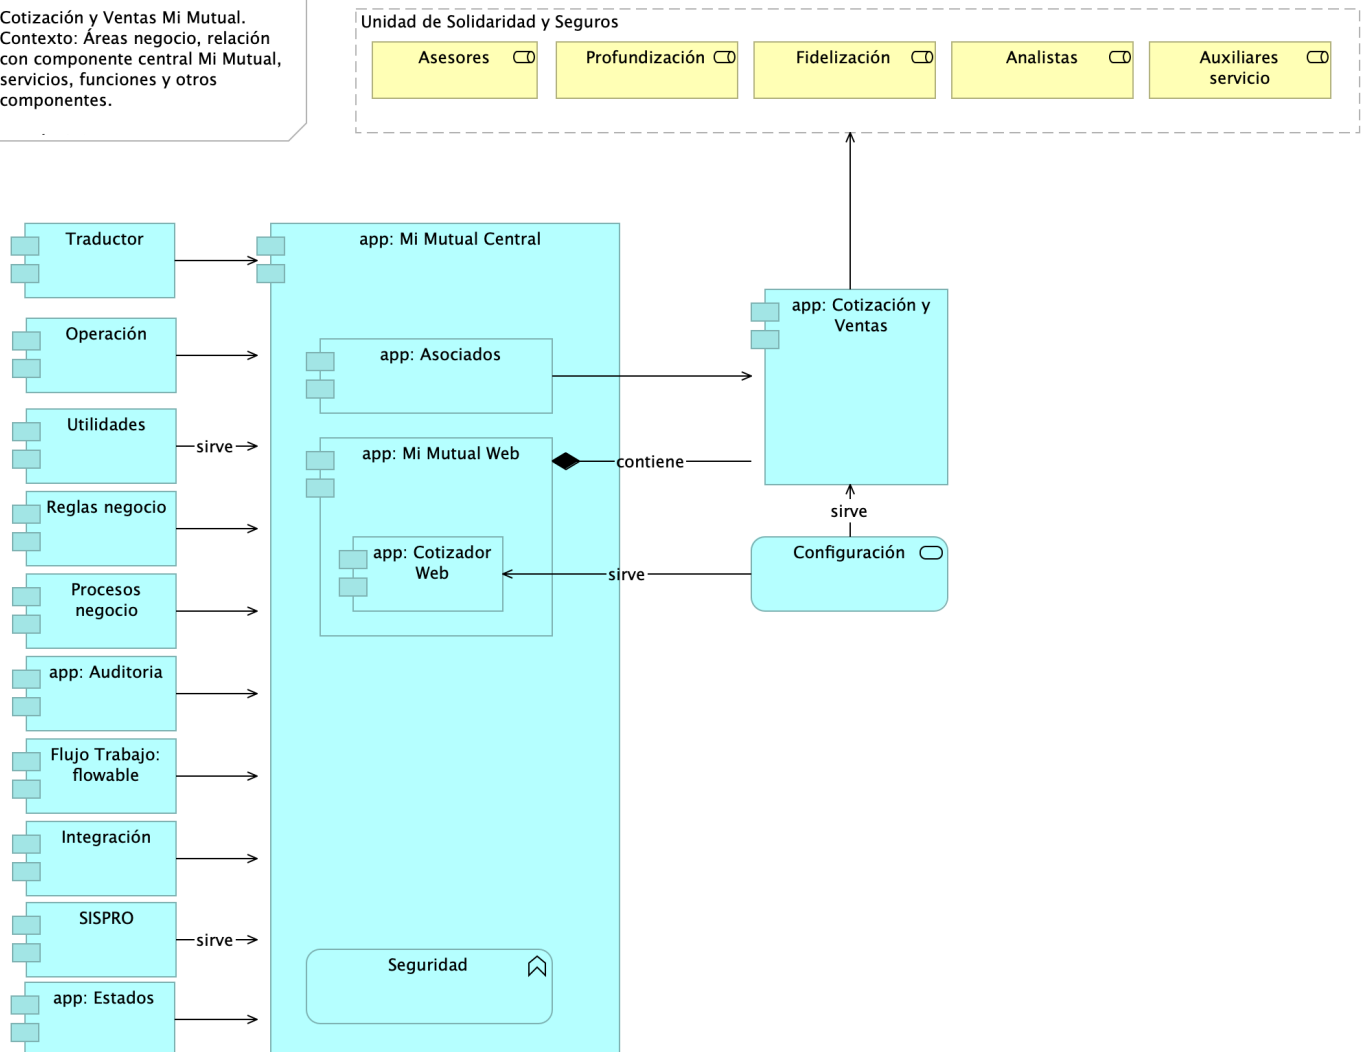 Cotización y Ventas Mi Mutual.
Contexto: Áreas negocio, relación
con componente central Mi Mutual,
servicios, funciones y otros
componentes.
Unidad de Solidaridad y Seguros
Asesores
Profundización
Fidelización
Analistas
Auxiliares
servicio
Traductor
Operación
Utilidades
sirve
Reglas negocio
Procesos
negocio
app: Auditoria
Flujo Trabajo:
flowable
Integración
SISPRO
sirve
app: Estados
app: Mi Mutual Central
app: Asociados
app: Mi Mutual Web
contiene
app: Cotizador
Web
sirve
Seguridad
app: Cotización y
Ventas
sirve
Configuración